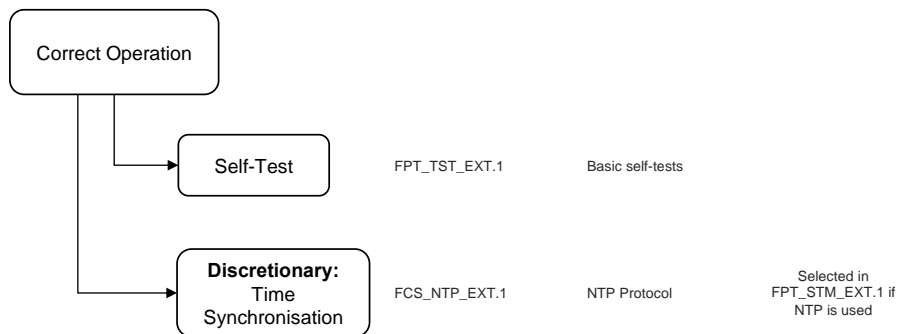 Correct Operation
Self-Test
FPT_TST_EXT.1
Basic self-tests
Discretionary:
Time
Synchronisation
FCS_NTP_EXT.1
NTP Protocol
Selected in
FPT_STM_EXT.1 if
NTP is used